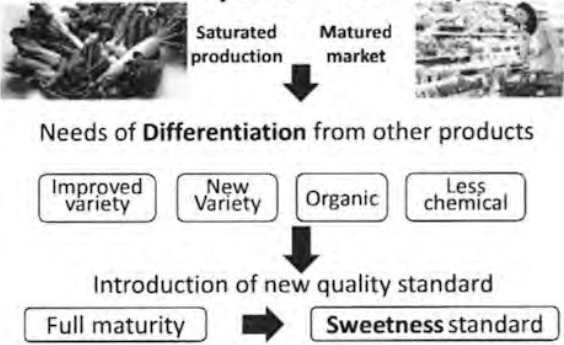 Saturated production
Matured market
Needs of Differentiation from other products
Improved variety
New Variety
Organic
Less chemical
Introduction of new quality standard
Full maturity
Sweetness standard